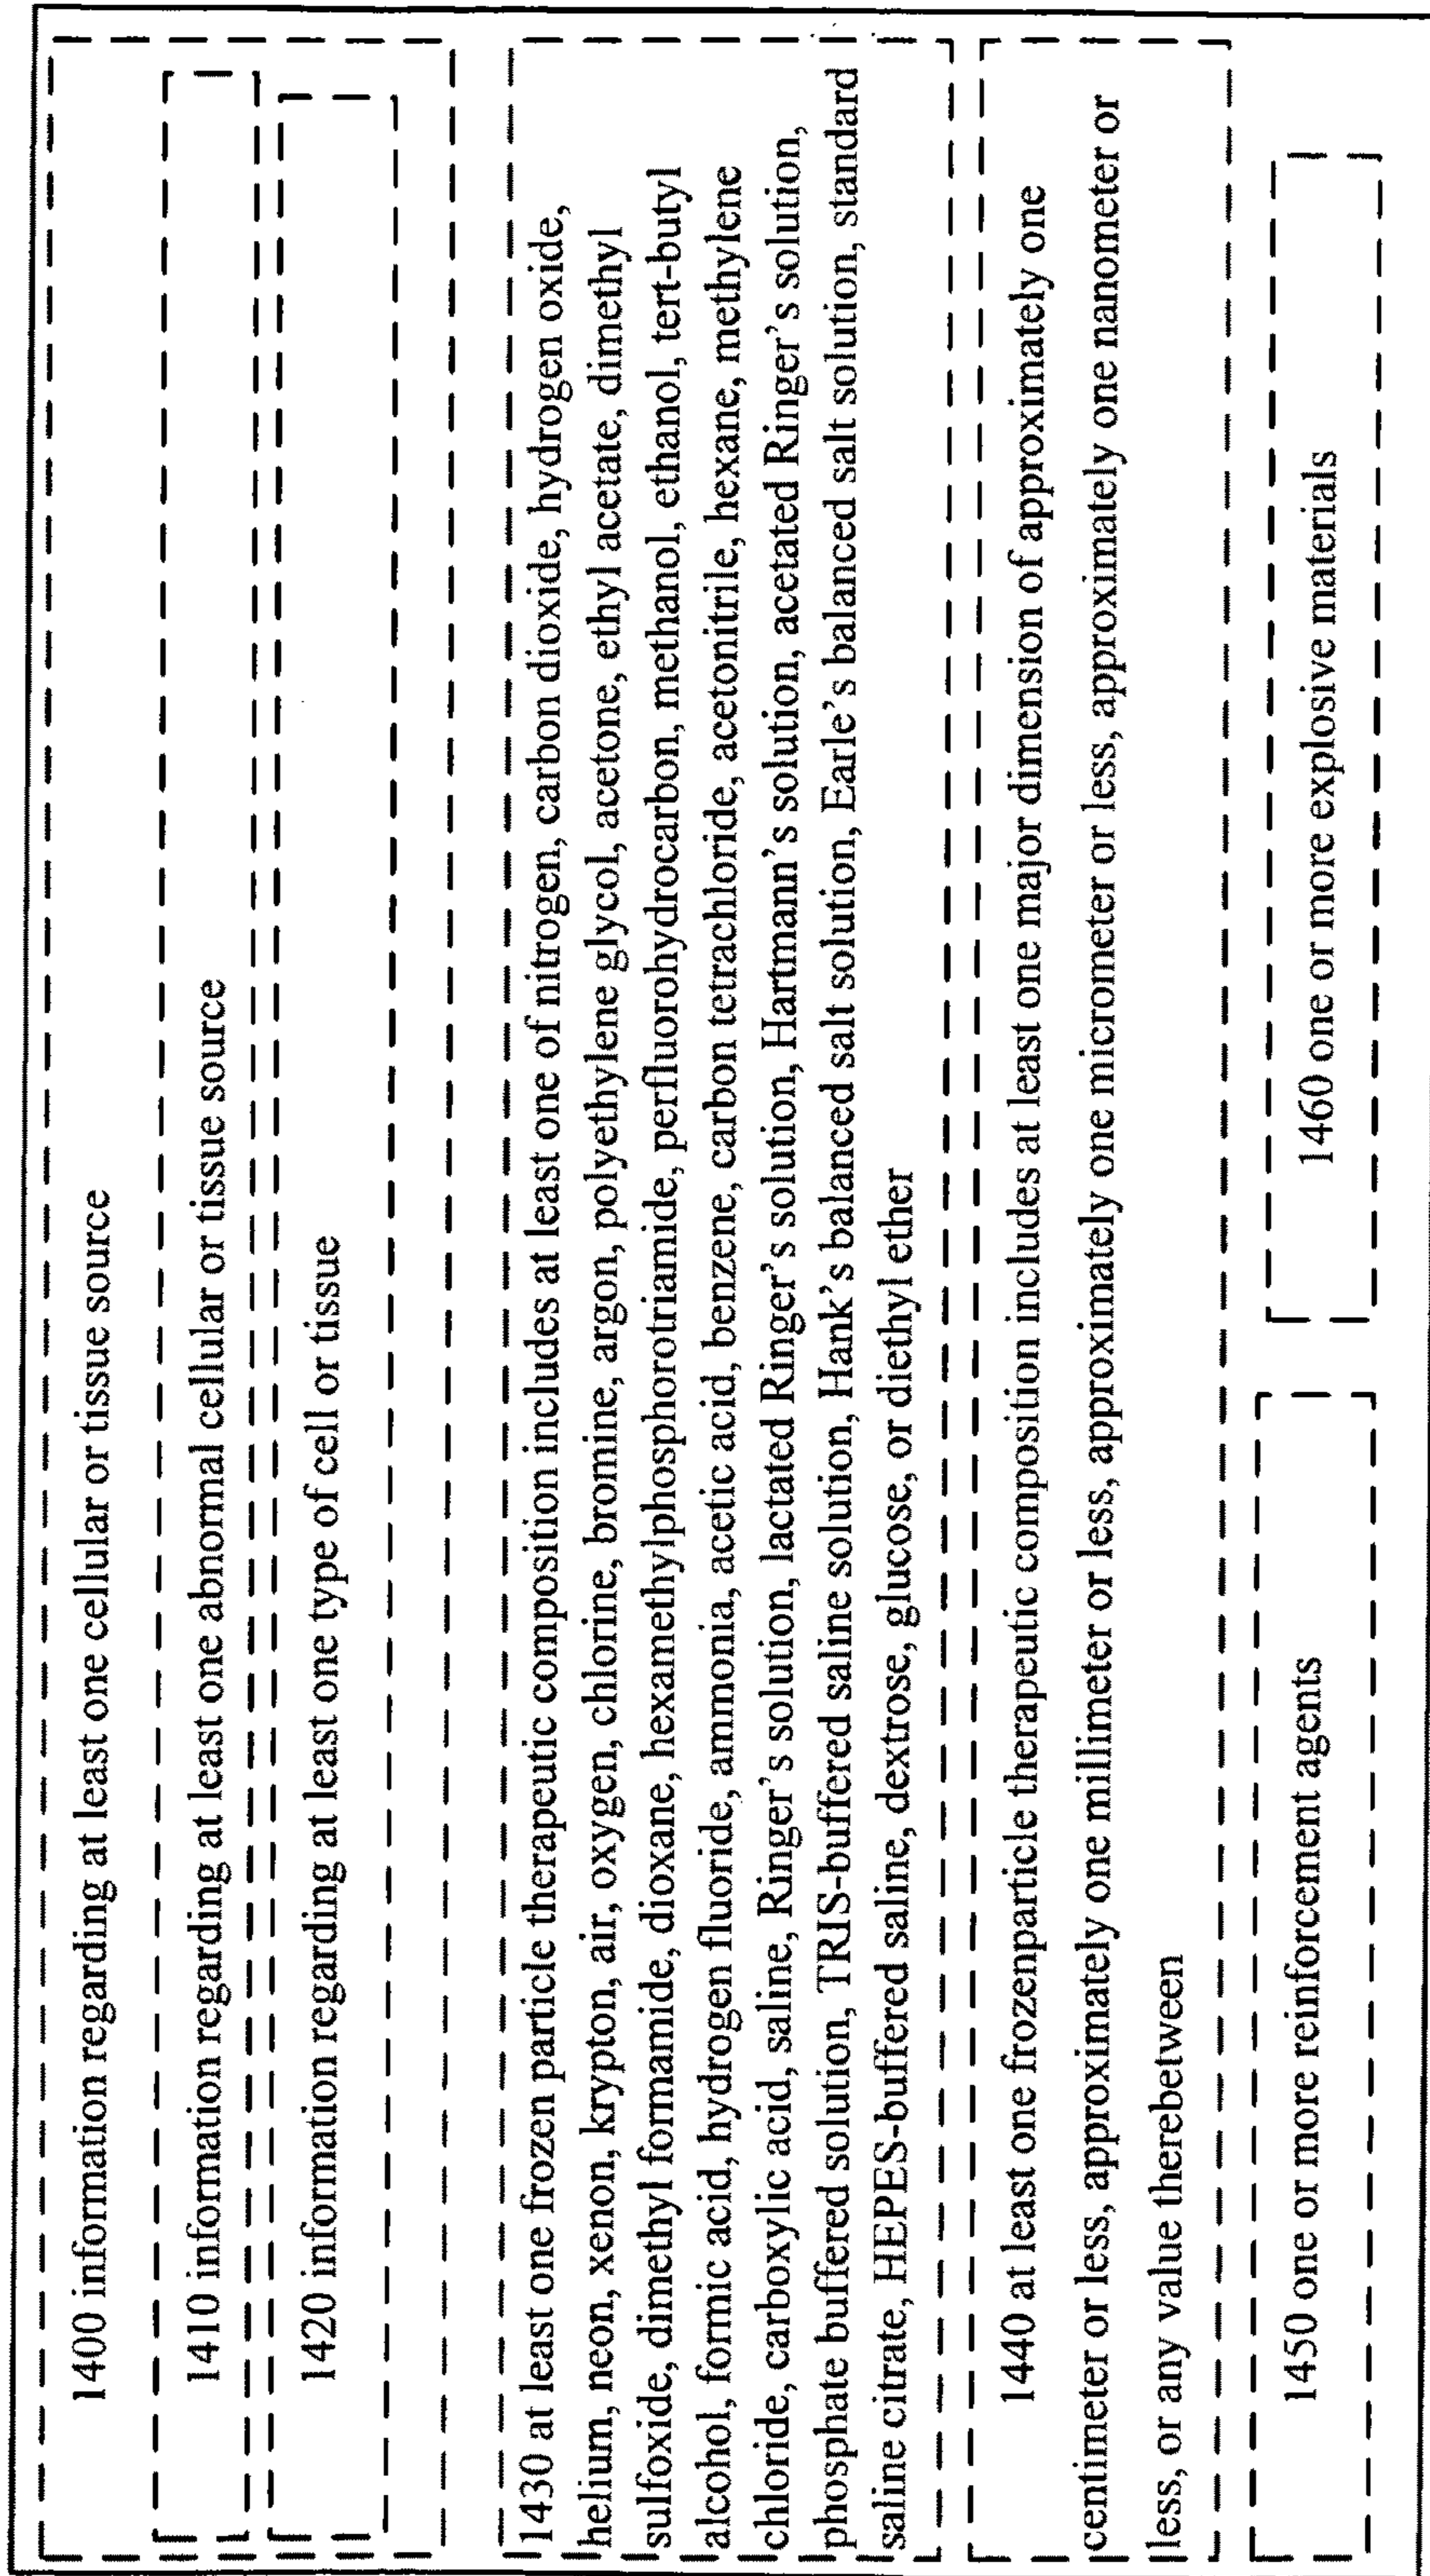 1400 information regarding at least one cellular or tissue source
1410 information regarding at least one abnormal cellular or tissue source
1420 information regarding at least one type of cell or tissue
1430 at least one frozen particle therapeutic composition includes at least one of nitrogen, carbon dioxide, hydrogen oxide,
helium, neon, xenon, krypton, air, oxygen, chlorine, bromine, argon, polyethylene glycol, acetone, ethyl acetate, dimethyl
sulfoxide, dimethyl formamide, dioxane, hexamethylphosphorotriamide, perfluorohydrocarbon, methanol, ethanol, tert-butyl
alcohol, formic acid, hydrogen fluoride, ammonia, acetic acid, benzene, carbon tetrachloride, acetonitrile, hexane, methylene
chloride, carboxylic acid, saline, Ringer's solution, lactated Ringer's solution, Hartmann's solution, acetated Ringer's solution,
phosphate buffered solution, TRIS-buffered saline solution, Hank's balanced salt solution, Earle's balanced salt solution, standard
saline citrate, HEPES-buffered saline, dextrose, glucose, or diethyl ether
1440 at least one frozenparticle therapeutic composition includes at least one major dimension of approximately one
centimeter or less, approximately one millimeter or less, approximately one micrometer or less, approximately one nanometer or
less, or any value therebetween
1450 one or more reinforcement agents
1460 one or more explosive materials